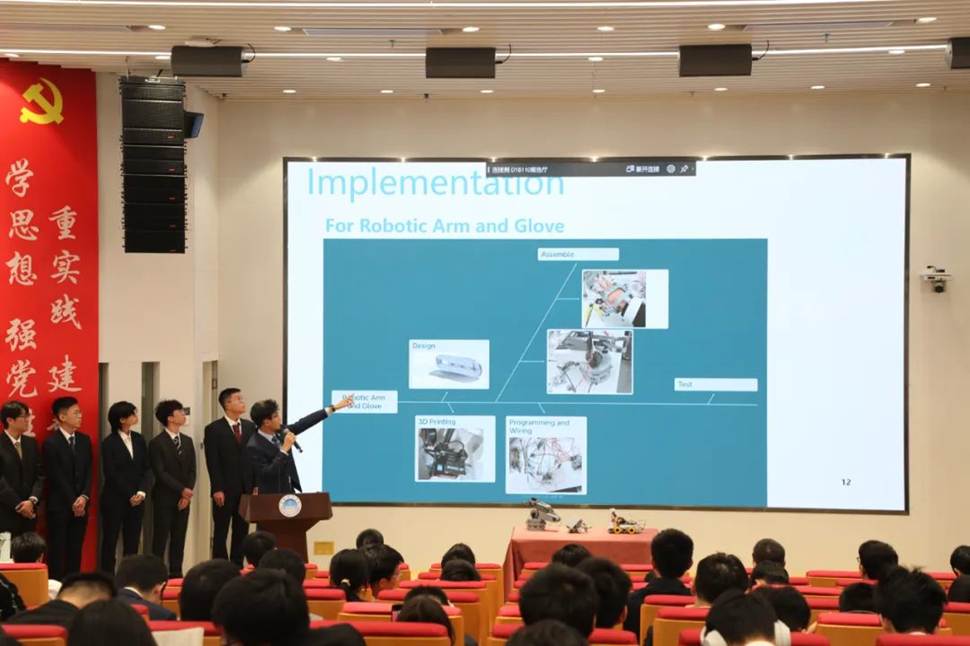 学思想 强党
重实践 建
Implementation
For Robotic Arm and Glove
Assemble
Design
Test
Robotic Arm
and Glove
3D Printing
Programming and
Wiring
12